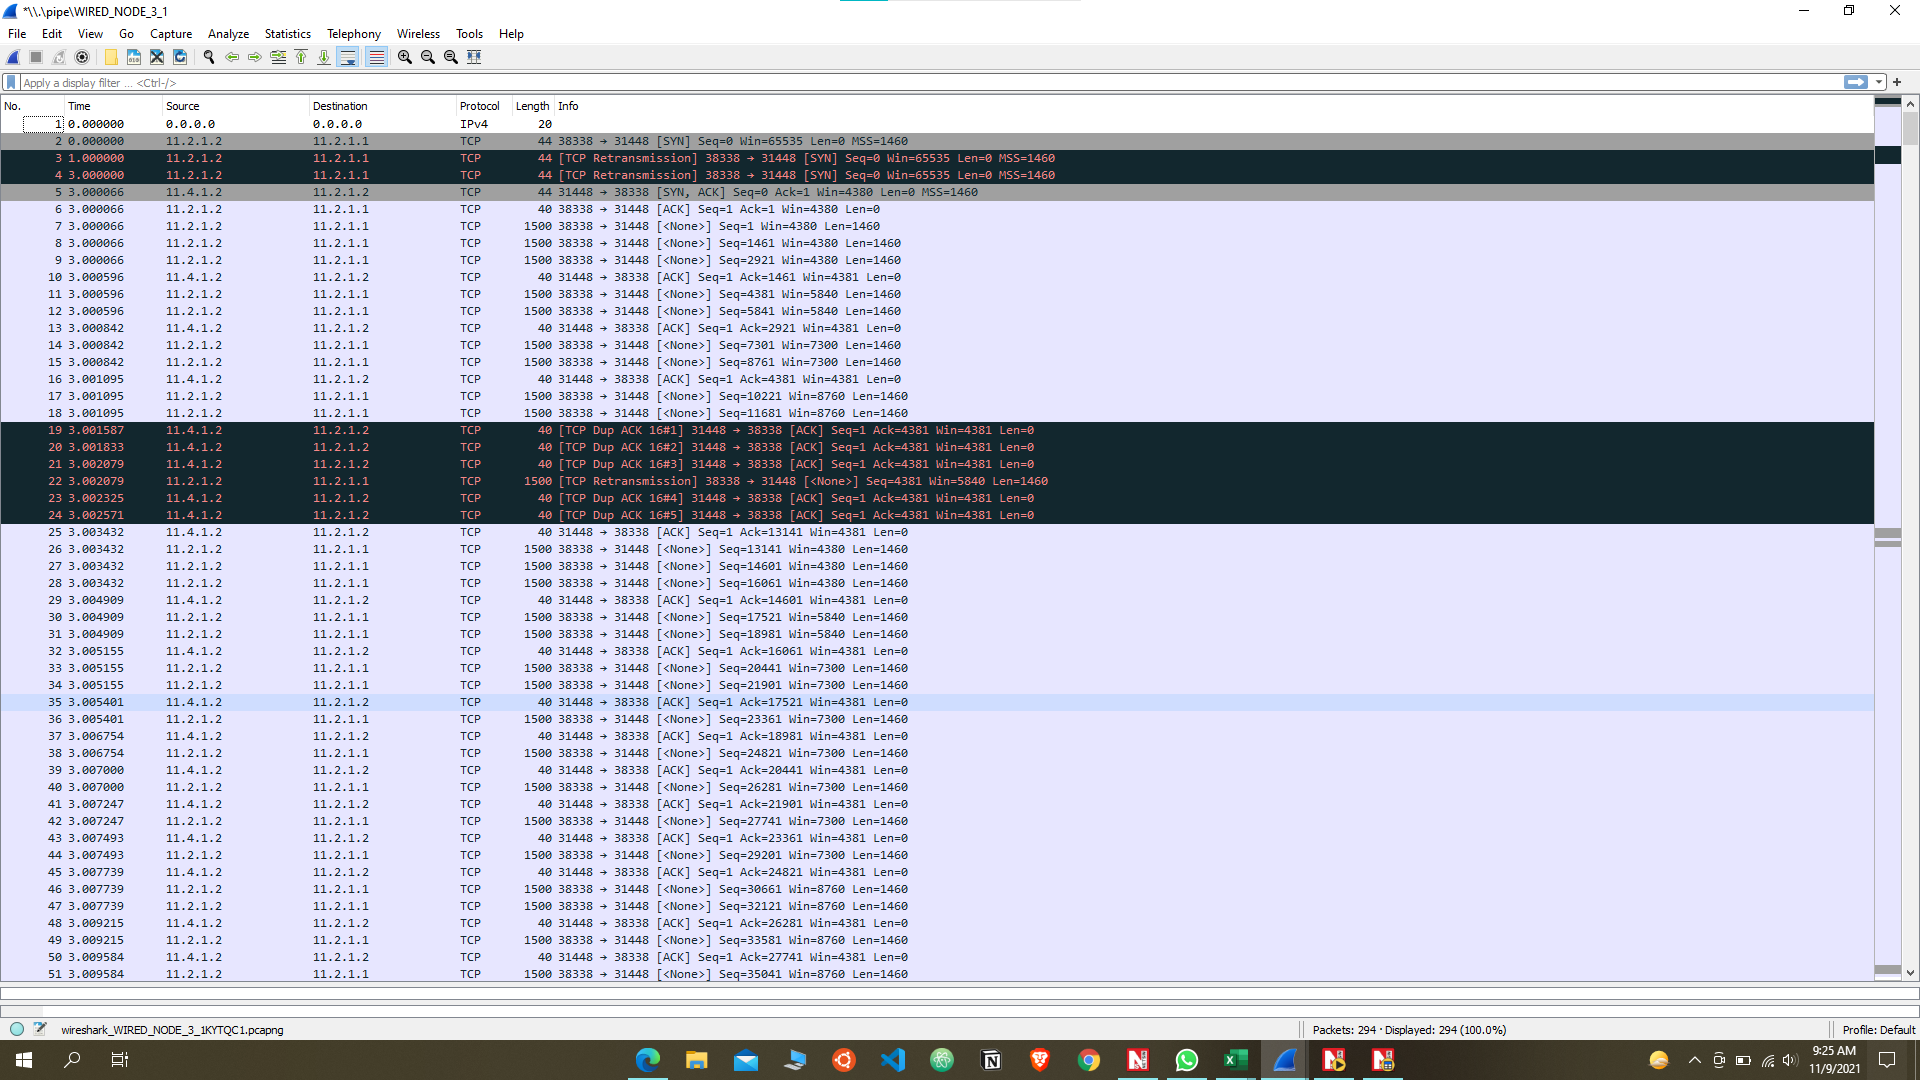 *\\.\pipe\WIRED_NODE_3_1
File Edit View Go Capture Analyze Statistics Telephony Wireless Tools Help
Apply a display filter ... <Ctrl-/>
No. Time Source Destination Protocol Length Info
1 0.000000 0.0.0.0 0.0.0.0 IPv4 20
2 0.000000 11.2.1.2 11.2.1.1 TCP 44 38338 → 31448 [SYN] Seq=0 Win=65535 Len=0 MSS=1460
3 1.000000 11.2.1.2 11.2.1.1 TCP 44 [TCP Retransmission] 38338 → 31448 [SYN] Seq=0 Win=65535 Len=0 MSS=1460
4 3.000000 11.2.1.2 11.2.1.1 TCP 44 [TCP Retransmission] 38338 → 31448 [SYN] Seq=0 Win=65535 Len=0 MSS=1460
5 3.000066 11.4.1.2 11.2.1.2 TCP 44 31448 → 38338 [SYN, ACK] Seq=0 Ack=1 Win=4380 Len=0 MSS=1460
6 3.000066 11.2.1.2 11.2.1.1 TCP 40 38338 → 31448 [ACK] Seq=1 Ack=1 Win=4380 Len=0
7 3.000066 11.2.1.2 11.2.1.1 TCP 1500 38338 → 31448 [<None>] Seq=1 Win=4380 Len=1460
8 3.000066 11.2.1.2 11.2.1.1 TCP 1500 38338 → 31448 [<None>] Seq=1461 Win=4380 Len=1460
9 3.000066 11.2.1.2 11.2.1.1 TCP 1500 38338 → 31448 [<None>] Seq=2921 Win=4380 Len=1460
10 3.000596 11.4.1.2 11.2.1.2 TCP 40 31448 → 38338 [ACK] Seq=1 Ack=1461 Win=4381 Len=0
11 3.000596 11.2.1.2 11.2.1.1 TCP 1500 38338 → 31448 [<None>] Seq=4381 Win=5840 Len=1460
12 3.000596 11.2.1.2 11.2.1.1 TCP 1500 38338 → 31448 [<None>] Seq=5841 Win=5840 Len=1460
13 3.000842 11.4.1.2 11.2.1.2 TCP 40 31448 → 38338 [ACK] Seq=1 Ack=2921 Win=4381 Len=0
14 3.000842 11.2.1.2 11.2.1.1 TCP 1500 38338 → 31448 [<None>] Seq=7301 Win=7300 Len=1460
15 3.000842 11.2.1.2 11.2.1.1 TCP 1500 38338 → 31448 [<None>] Seq=8761 Win=7300 Len=1460
16 3.001095 11.4.1.2 11.2.1.2 TCP 40 31448 → 38338 [ACK] Seq=1 Ack=4381 Win=4381 Len=0
17 3.001095 11.2.1.2 11.2.1.1 TCP 1500 38338 → 31448 [<None>] Seq=10221 Win=8760 Len=1460
18 3.001095 11.2.1.2 11.2.1.1 TCP 1500 38338 → 31448 [<None>] Seq=11681 Win=8760 Len=1460
19 3.001587 11.4.1.2 11.2.1.2 TCP 40 [TCP Dup ACK 16#1] 31448 → 38338 [ACK] Seq=1 Ack=4381 Win=4381 Len=0
20 3.001833 11.4.1.2 11.2.1.2 TCP 40 [TCP Dup ACK 16#2] 31448 → 38338 [ACK] Seq=1 Ack=4381 Win=4381 Len=0
21 3.002079 11.4.1.2 11.2.1.2 TCP 40 [TCP Dup ACK 16#3] 31448 → 38338 [ACK] Seq=1 Ack=4381 Win=4381 Len=0
22 3.002079 11.2.1.2 11.2.1.1 TCP 1500 [TCP Retransmission] 38338 → 31448 [<None>] Seq=4381 Win=5840 Len=1460
23 3.002325 11.4.1.2 11.2.1.2 TCP 40 [TCP Dup ACK 16#4] 31448 → 38338 [ACK] Seq=1 Ack=4381 Win=4381 Len=0
24 3.002571 11.4.1.2 11.2.1.2 TCP 40 [TCP Dup ACK 16#5] 31448 → 38338 [ACK] Seq=1 Ack=4381 Win=4381 Len=0
25 3.003432 11.4.1.2 11.2.1.2 TCP 40 31448 → 38338 [ACK] Seq=1 Ack=13141 Win=4381 Len=0
26 3.003432 11.2.1.2 11.2.1.1 TCP 1500 38338 → 31448 [<None>] Seq=13141 Win=4380 Len=1460
27 3.003432 11.2.1.2 11.2.1.1 TCP 1500 38338 → 31448 [<None>] Seq=14601 Win=4380 Len=1460
28 3.003432 11.2.1.2 11.2.1.1 TCP 1500 38338 → 31448 [<None>] Seq=16061 Win=4380 Len=1460
29 3.004909 11.4.1.2 11.2.1.2 TCP 40 31448 → 38338 [ACK] Seq=1 Ack=14601 Win=4381 Len=0
30 3.004909 11.2.1.2 11.2.1.1 TCP 1500 38338 → 31448 [<None>] Seq=17521 Win=5840 Len=1460
31 3.004909 11.2.1.2 11.2.1.1 TCP 1500 38338 → 31448 [<None>] Seq=18981 Win=5840 Len=1460
32 3.005155 11.4.1.2 11.2.1.2 TCP 40 31448 → 38338 [ACK] Seq=1 Ack=16061 Win=4381 Len=0
33 3.005155 11.2.1.2 11.2.1.1 TCP 1500 38338 → 31448 [<None>] Seq=20441 Win=7300 Len=1460
34 3.005155 11.2.1.2 11.2.1.1 TCP 1500 38338 → 31448 [<None>] Seq=21901 Win=7300 Len=1460
35 3.005401 11.4.1.2 11.2.1.2 TCP 40 31448 → 38338 [ACK] Seq=1 Ack=17521 Win=4381 Len=0
36 3.005401 11.2.1.2 11.2.1.1 TCP 1500 38338 → 31448 [<None>] Seq=23361 Win=7300 Len=1460
37 3.006754 11.4.1.2 11.2.1.2 TCP 40 31448 → 38338 [ACK] Seq=1 Ack=18981 Win=4381 Len=0
38 3.006754 11.2.1.2 11.2.1.1 TCP 1500 38338 → 31448 [<None>] Seq=24821 Win=7300 Len=1460
39 3.007000 11.4.1.2 11.2.1.2 TCP 40 31448 → 38338 [ACK] Seq=1 Ack=20441 Win=4381 Len=0
40 3.007000 11.2.1.2 11.2.1.1 TCP 1500 38338 → 31448 [<None>] Seq=26281 Win=7300 Len=1460
41 3.007247 11.4.1.2 11.2.1.2 TCP 40 31448 → 38338 [ACK] Seq=1 Ack=21901 Win=4381 Len=0
42 3.007741 11.2.1.2 11.2.1.1 TCP 1500 38338 → 31448 [<None>] Seq=27741 Win=7300 Len=1460
43 3.007493 11.4.1.2 11.2.1.2 TCP 40 31448 → 38338 [ACK] Seq=1 Ack=23361 Win=4381 Len=0
44 3.007493 11.2.1.2 11.2.1.1 TCP 1500 38338 → 31448 [<None>] Seq=29201 Win=7300 Len=1460
45 3.007739 11.4.1.2 11.2.1.2 TCP 40 31448 → 38338 [ACK] Seq=1 Ack=24821 Win=4381 Len=0
46 3.007739 11.2.1.2 11.2.1.1 TCP 1500 38338 → 31448 [<None>] Seq=30661 Win=8760 Len=1460
47 3.007739 11.2.1.2 11.2.1.1 TCP 1500 38338 → 31448 [<None>] Seq=32121 Win=8760 Len=1460
48 3.009215 11.4.1.2 11.2.1.2 TCP 40 31448 → 38338 [ACK] Seq=1 Ack=26281 Win=4381 Len=0
49 3.009215 11.2.1.2 11.2.1.1 TCP 1500 38338 → 31448 [<None>] Seq=33581 Win=8760 Len=1460
50 3.009584 11.4.1.2 11.2.1.2 TCP 40 31448 → 38338 [ACK] Seq=1 Ack=27741 Win=4381 Len=0
51 3.009584 11.2.1.2 11.2.1.1 TCP 1500 38338 → 31448 [<None>] Seq=35041 Win=8760 Len=1460
wireshark_WIRED_NODE_3_1KYTQC1.pcapng Packets: 294 · Displayed: 294 (100.0%) Profile: Default
9:25 AM
11/9/2021